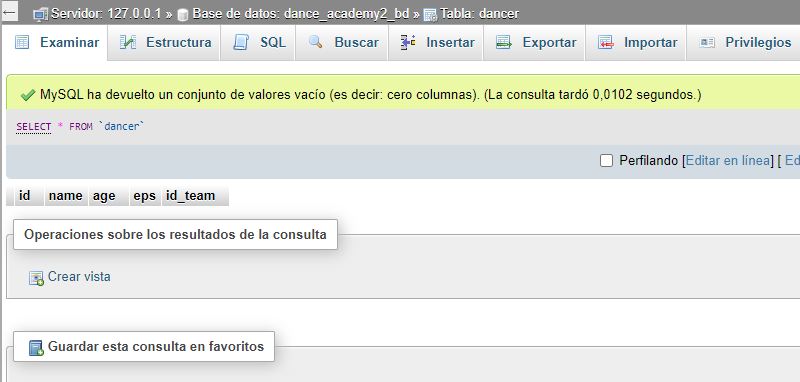 Servidor: 127.0.0.1 » Base de datos: dance_academy2_bd » Tabla: dancer
Examinar Estructura SQL Buscar Insertar Exportar Importar Privilegios
MySQL ha devuelto un conjunto de valores vacío (es decir: cero columnas). (La consulta tardó 0,0102 segundos.)
SELECT * FROM `dancer`
Perfilando [Editar en línea] [ Ed
id name age eps id_team
Operaciones sobre los resultados de la consulta
Crear vista
Guardar esta consulta en favoritos